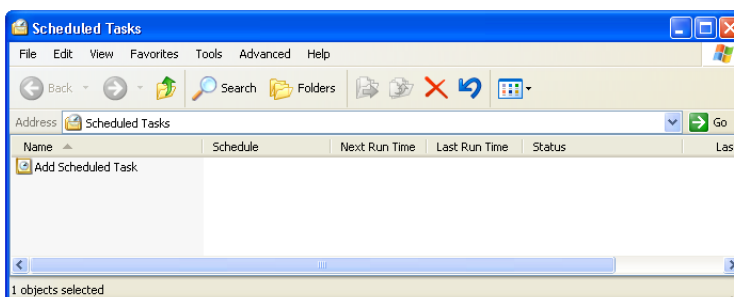 Scheduled Tasks
File Edit View Favorites Tools Advanced Help
Back Search Folders
Address Scheduled Tasks Go
Name Schedule Next Run Time Last Run Time Status Las
Add Scheduled Task
1 objects selected